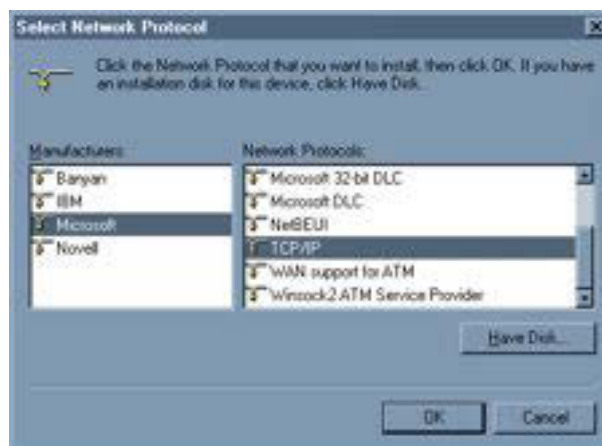 Select Network Protocol
Click the Network Protocol that you want to install, then click OK. If you have
an installation disk for this device, click Have Disk.
Manufacturers:
Banyan
IBM
Microsoft
Novell
Network Protocols:
Microsoft 32-bit DLC
Microsoft DLC
NetBEUI
TCP/IP
WAN support for ATM
Winsock2 ATM Service Provider
Have Disk...
OK
Cancel